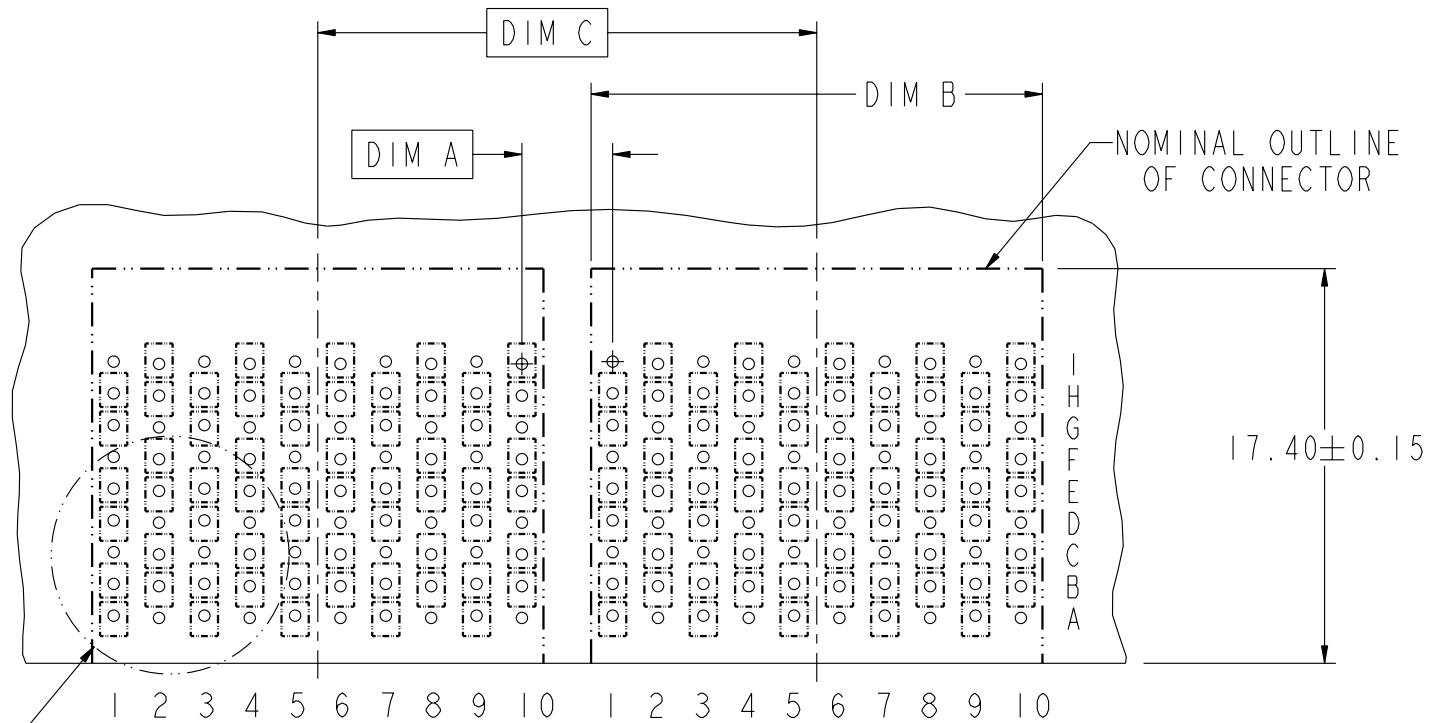 DIM C
DIM B
DIM A
NOMINAL OUTLINE
OF CONNECTOR
I
H
G
F
E
D
C
B
A
17.40±0.15
1 2 3 4 5 6 7 8 9 10 1 2 3 4 5 6 7 8 9 10